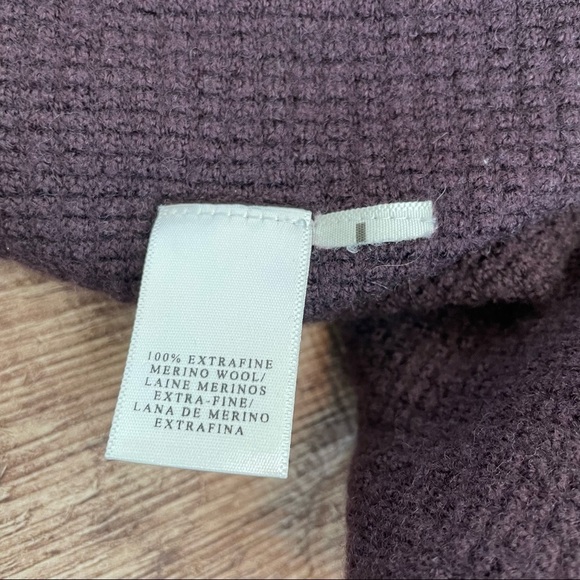 100% EXTRAFINE
MERINO WOOL/
LAINE MERINOS
EXTRA-FINE/
LANA DE MERINO
EXTRAFINA